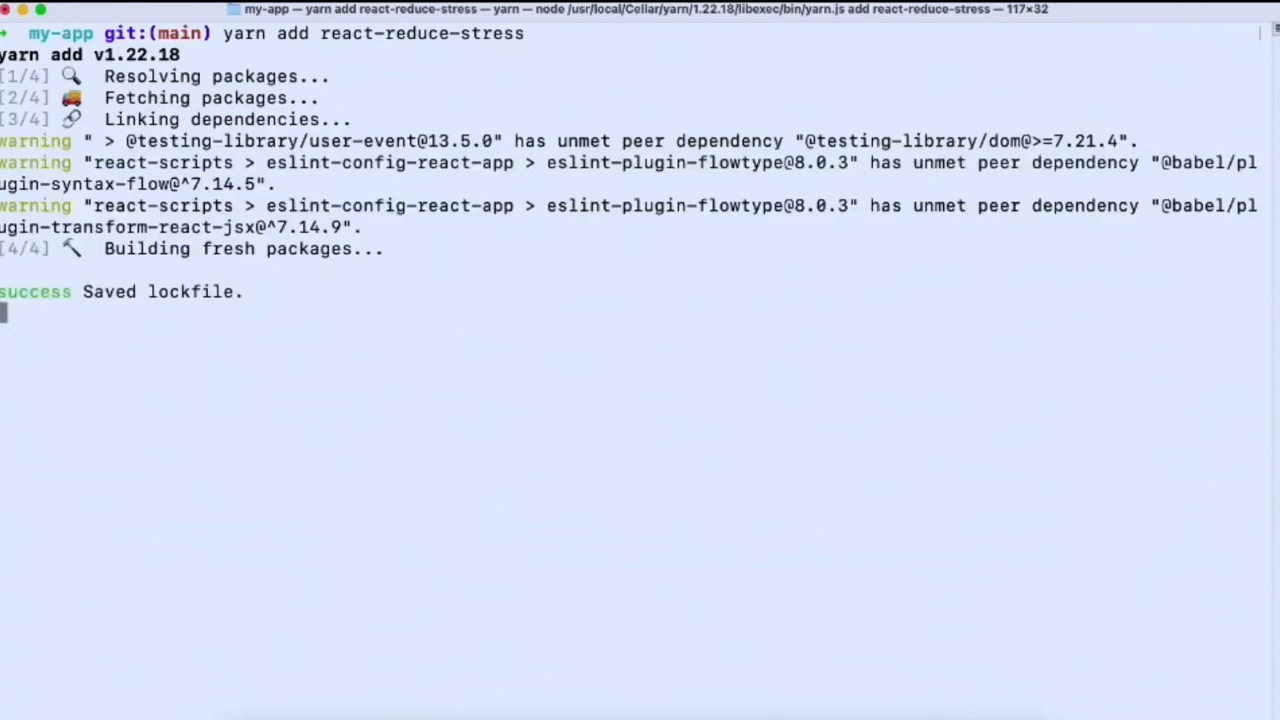 my-app — yarn add react-reduce-stress — yarn — node /usr/local/Cellar/yarn/1.22.18/libexec/bin/yarn.js add react-reduce-stress — 117×32
my-app git:(main) yarn add react-reduce-stress
yarn add v1.22.18
[1/4] 🔍 Resolving packages...
[2/4] 🚚 Fetching packages...
[3/4] 🔗 Linking dependencies...
warning " > @testing-library/user-event@13.5.0" has unmet peer dependency "@testing-library/dom@>=7.21.4".
warning "react-scripts > eslint-config-react-app > eslint-plugin-flowtype@8.0.3" has unmet peer dependency "@babel/pl
ugin-syntax-flow@^7.14.5".
warning "react-scripts > eslint-config-react-app > eslint-plugin-flowtype@8.0.3" has unmet peer dependency "@babel/pl
ugin-transform-react-jsx@^7.14.9".
[4/4] 🔨 Building fresh packages...
success Saved lockfile.